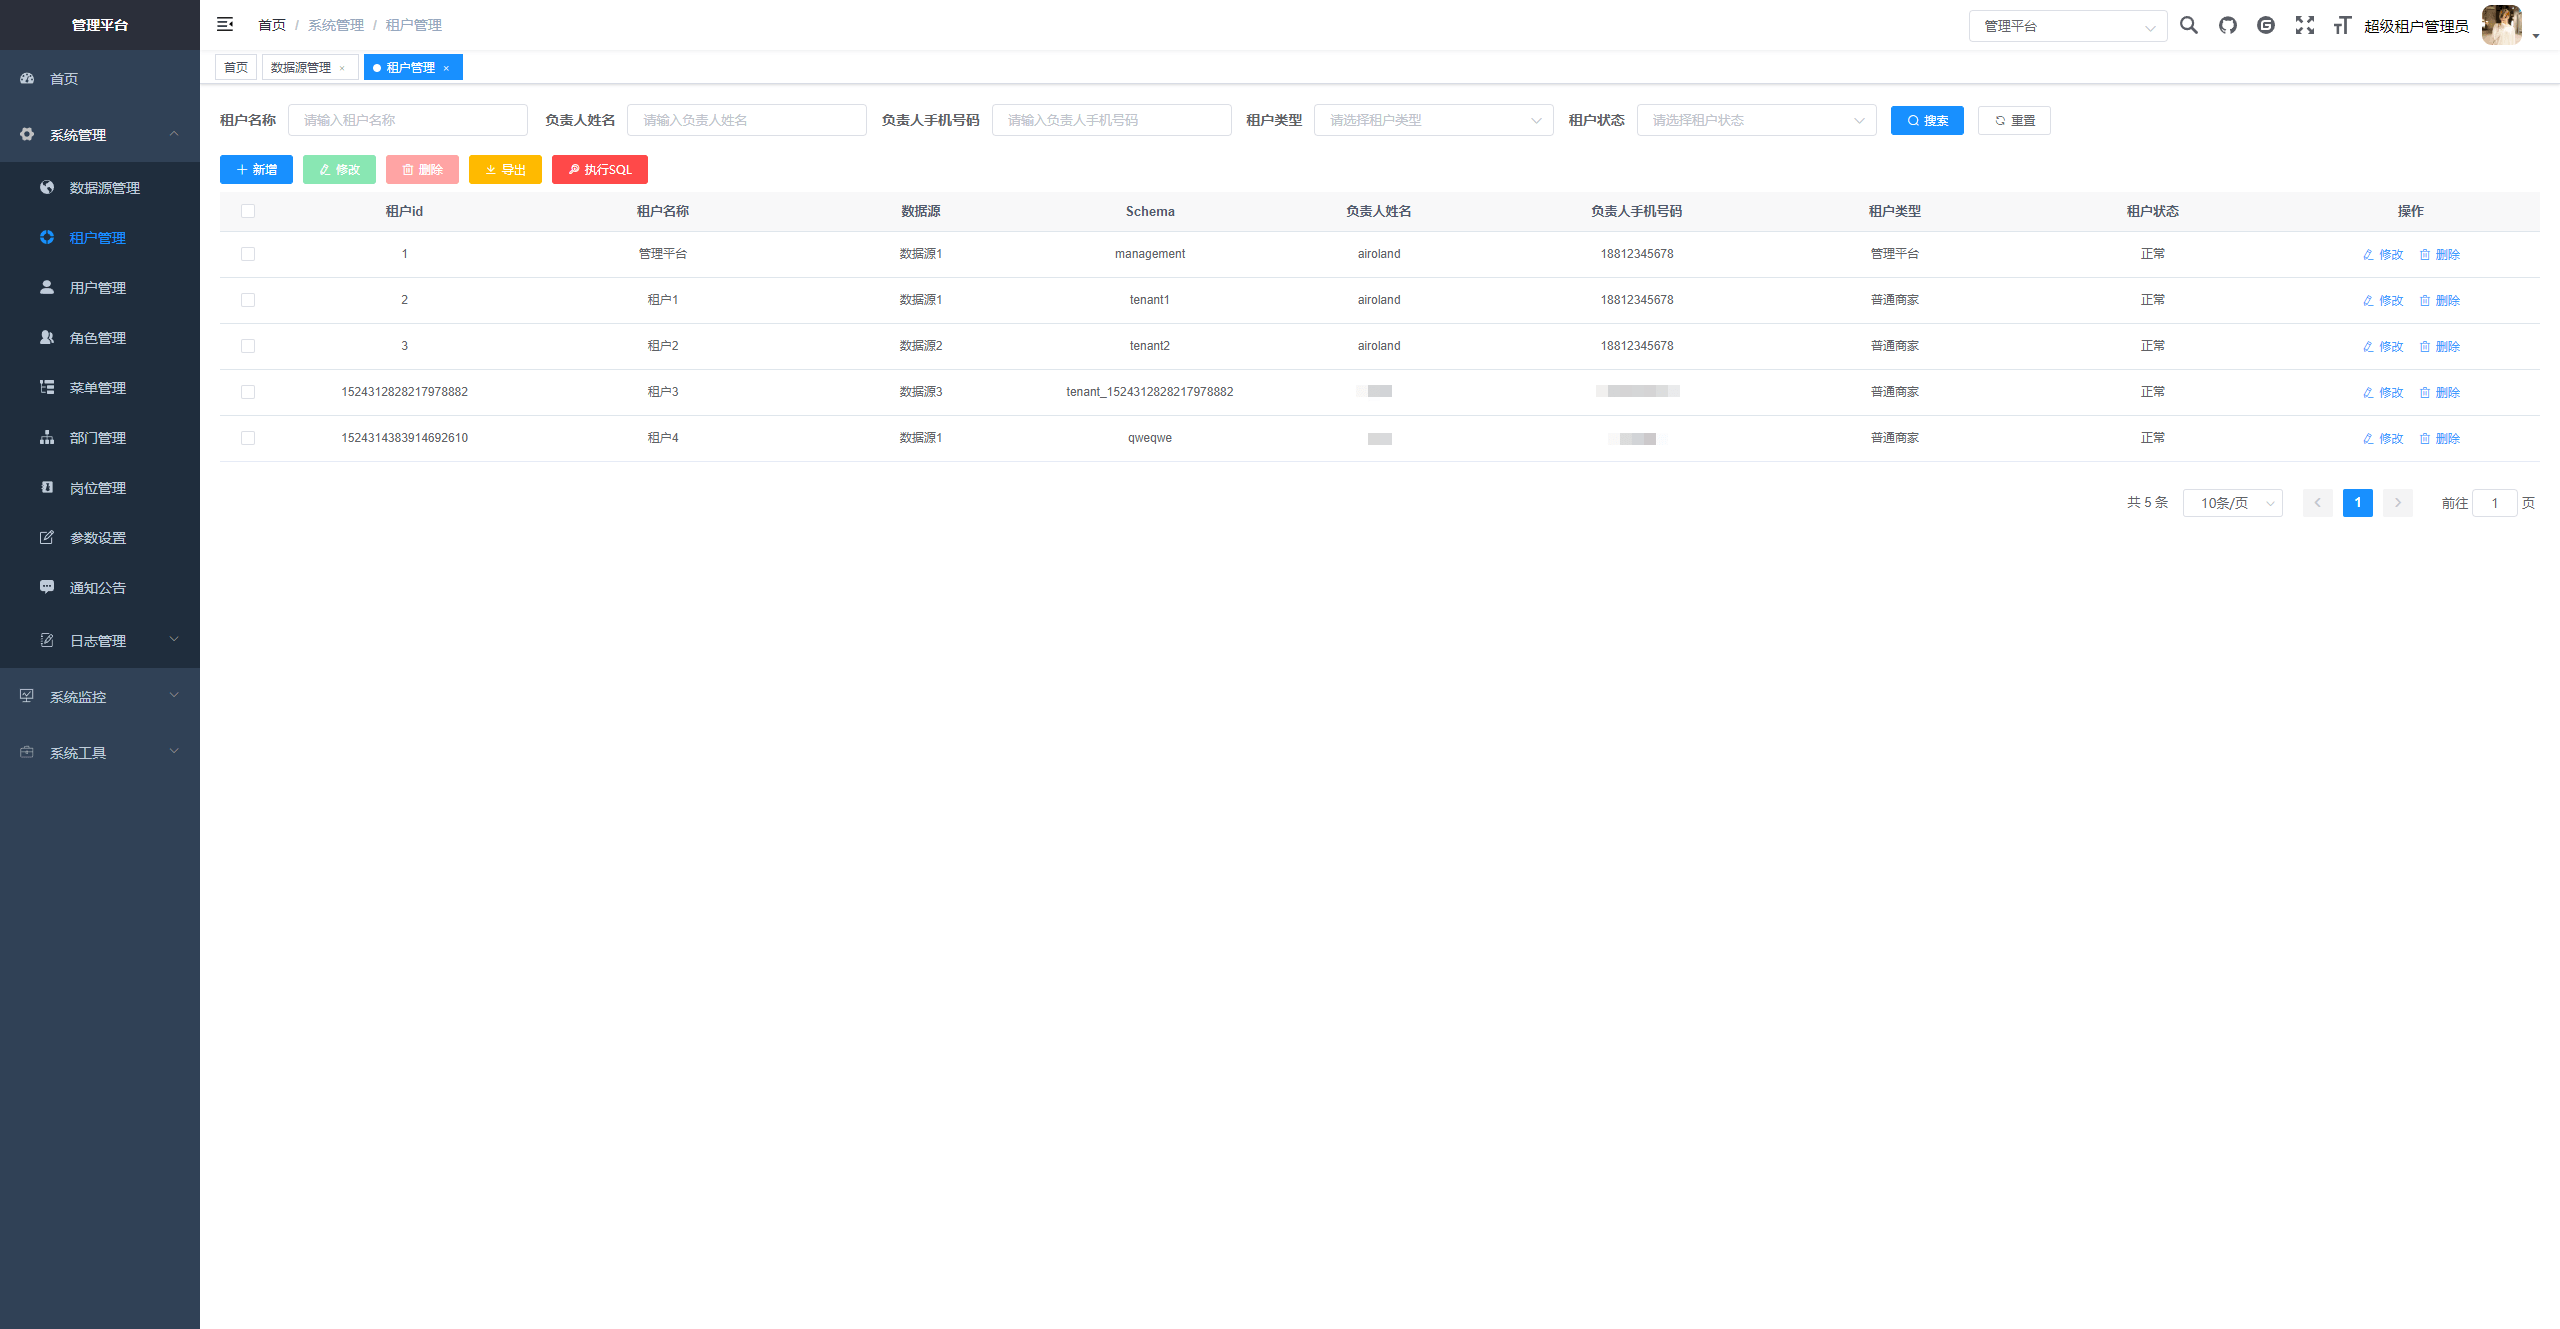 管理平台
首页
系统管理
数据源管理
租户管理
用户管理
角色管理
菜单管理
部门管理
岗位管理
参数设置
通知公告
日志管理
系统监控
系统工具
首页 / 系统管理 / 租户管理
管理平台 超级租户管理员
首页 数据源管理 × 租户管理 ×
租户名称 请输入租户名称 负责人姓名 请输入负责人姓名 负责人手机号码 请输入负责人手机号码 租户类型 请选择租户类型 租户状态 请选择租户状态 搜索 重置
新增 修改 删除 导出 执行SQL
租户id 租户名称 数据源 Schema 负责人姓名 负责人手机号码 租户类型 租户状态 操作
1 管理平台 数据源1 management airoland 18812345678 管理平台 正常 修改 删除
2 租户1 数据源1 tenant1 airoland 18812345678 普通商家 正常 修改 删除
3 租户2 数据源2 tenant2 airoland 18812345678 普通商家 正常 修改 删除
1524312828217978882 租户3 数据源3 tenant_1524312828217978882 普通商家 正常 修改 删除
1524314383914692610 租户4 数据源1 qweqwe 普通商家 正常 修改 删除
共 5 条 10条/页 1 前往 1 页